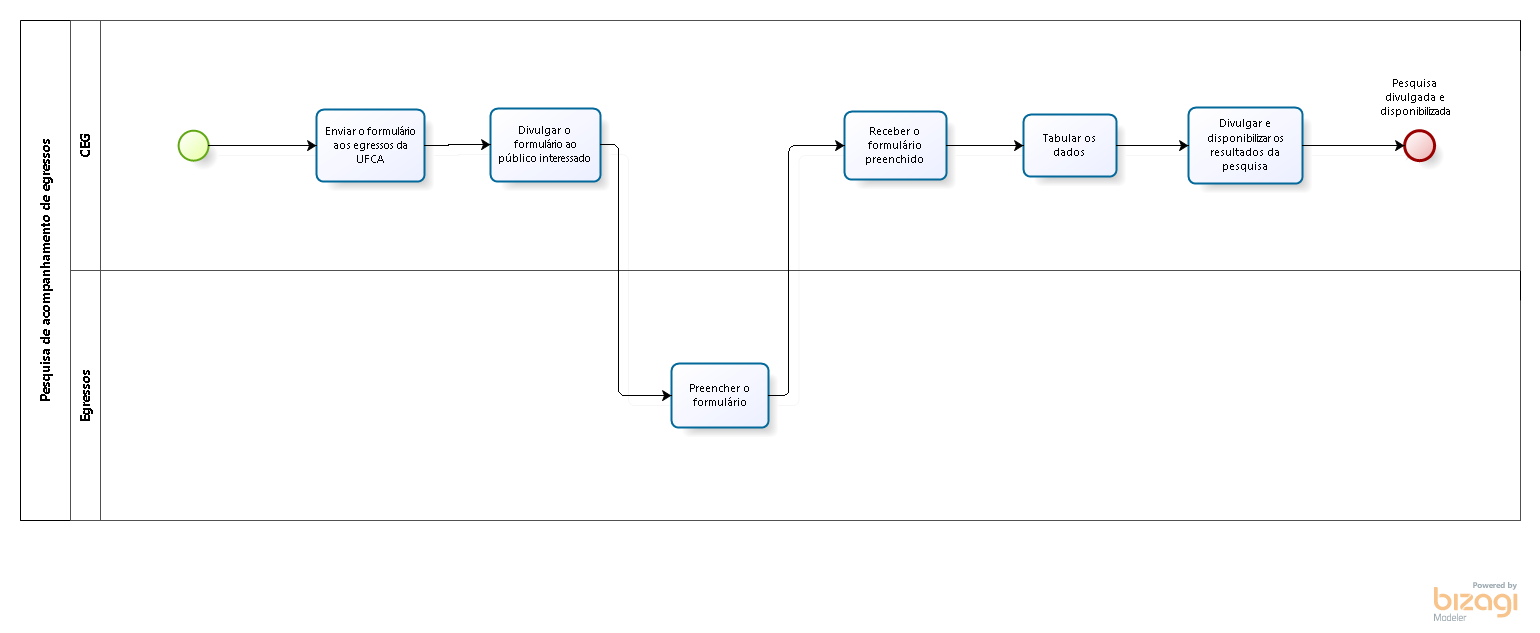 Pesquisa de acompanhamento de egressos
CEG
Enviar o formulário
aos egressos da
UFCA
Divulgar o
formulário ao
público interessado
Receber o
formulário
preenchido
Tabular os
dados
Divulgar e
disponibilizar os
resultados da
pesquisa
Pesquisa
divulgada e
disponibilizada
Egressos
Preencher o
formulário
Powered by
bizagi
Modeler